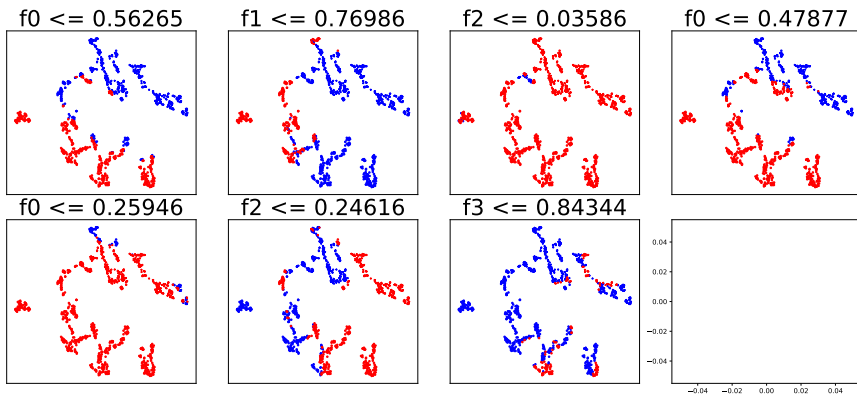 f0 <= 0.56265
f1 <= 0.76986
f2 <= 0.03586
f0 <= 0.47877
f0 <= 0.25946
f2 <= 0.24616
f3 <= 0.84344
0.04
0.02
0.00
−0.02
−0.04
−0.04 −0.02 0.00 0.02 0.04